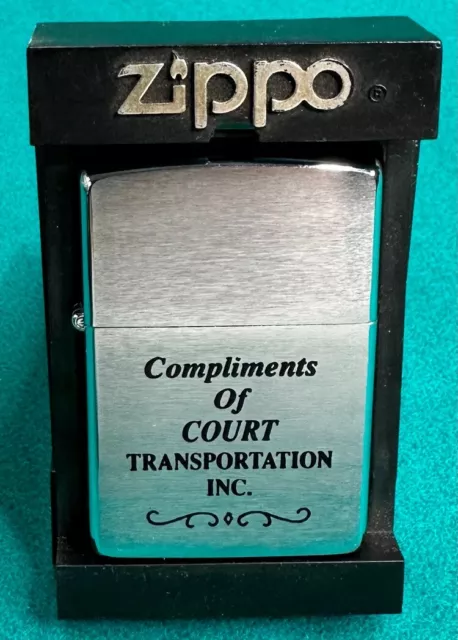 Zippo ®
Compliments
Of
COURT
TRANSPORTATION
INC.